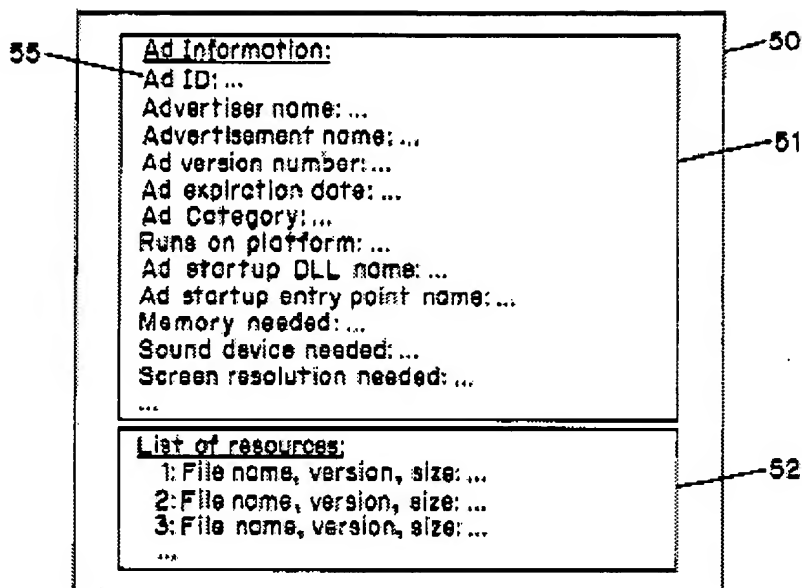 55
50
Ad Information:
Ad ID: ...
Advertiser name: ...
Advertisement name: ...
51
Ad version number: ...
Ad expiration date: ...
Ad Category: ...
Runs on platform: ...
Ad startup DLL name: ...
Ad startup entry point name: ...
Memory needed: ...
Sound device needed: ...
Screen resolution needed: ...
...
List of resources:
1: File name, version, size: ...
52
2: File name, version, size: ...
3: File name, version, size: ...
...